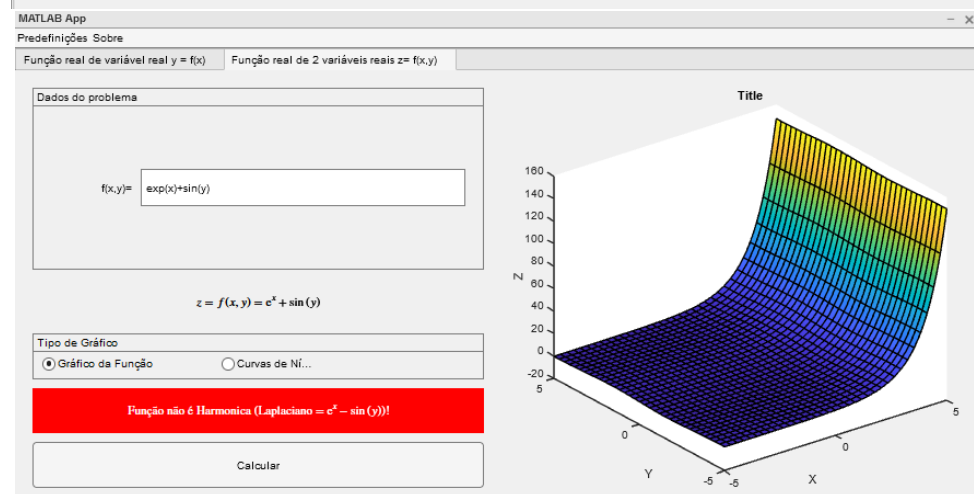 MATLAB App
Predefinições Sobre
Função real de variável real y = f(x) Função real de 2 variáveis reais z= f(x,y)
Dados do problema
f(x,y)= exp(x)+sin(y)
z = f(x, y) = eˣ + sin (y)
Tipo de Gráfico
Gráfico da Função Curvas de Ní...
Função não é Harmonica (Laplaciano = eˣ − sin (y))!
Calcular
Title
160
140
120
100
80
60
40
20
0
-20
Z
5
0
-5
Y
-5
0
5
X